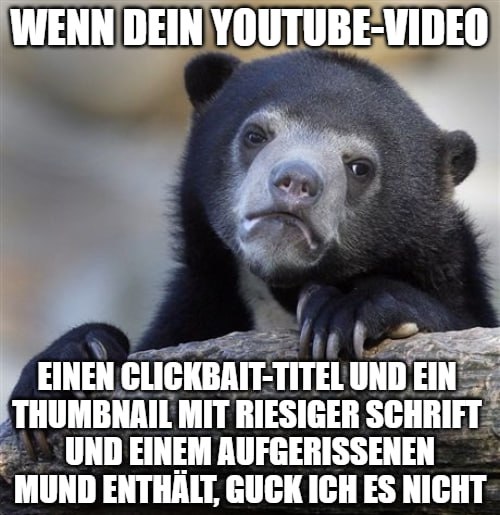 WENN DEIN YOUTUBE-VIDEO
EINEN CLICKBAIT-TITEL UND EIN
THUMBNAIL MIT RIESIGER SCHRIFT
UND EINEM AUFGERISSENEN
MUND ENTHÄLT, GUCK ICH ES NICHT